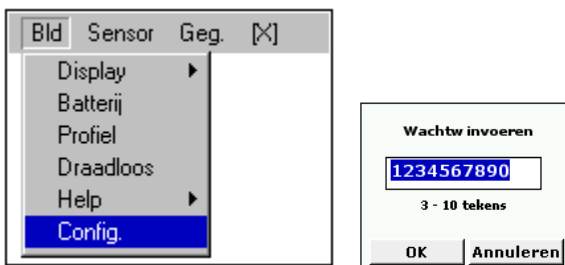 Bld Sensor Geg. [X]
Display
Batterij
Profiel
Draadloos
Help
Config.
Wachtw invoeren
1234567890
3 - 10 tekens
OK Annuleren